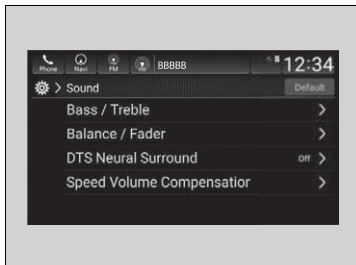 Phone Navi FM BBBBB 12:34
Sound Default
Bass / Treble
Balance / Fader
DTS Neural Surround Off
Speed Volume Compensatior